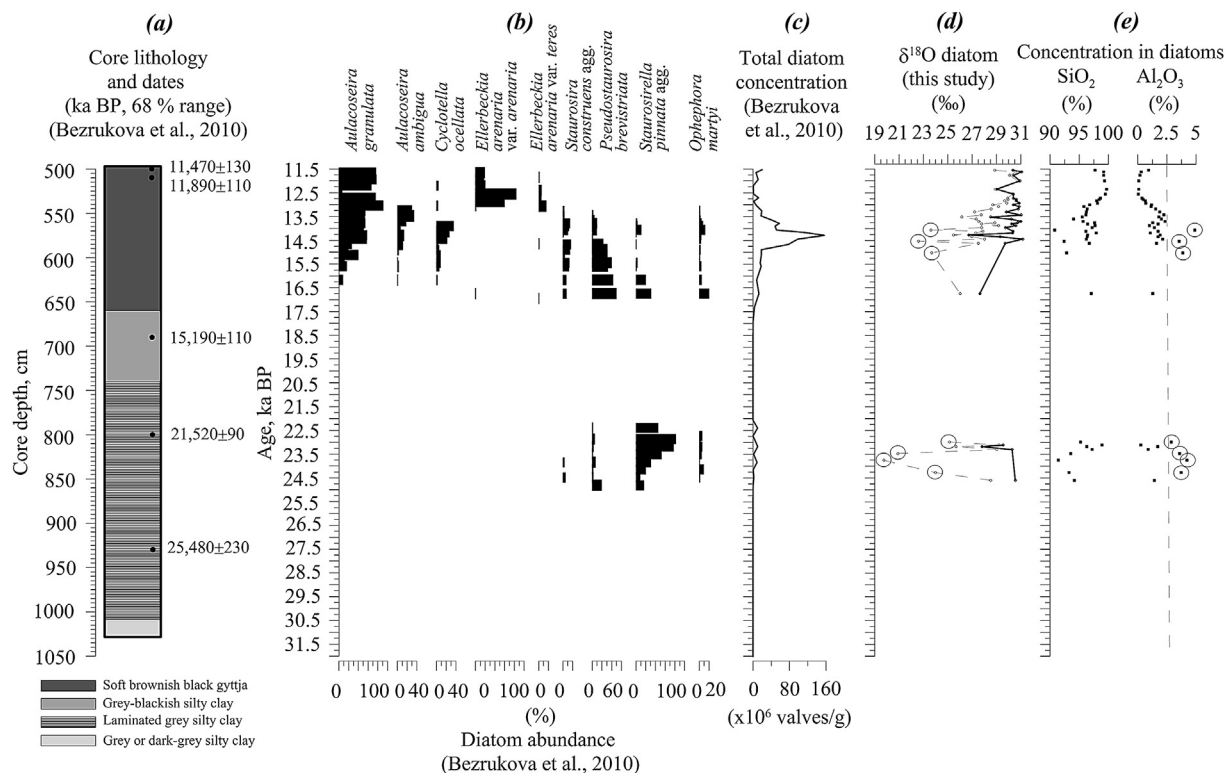 (a)
Core lithology
and dates
(ka BP, 68 % range)
(Bezrukova et al., 2010)
Core depth, cm
500
550
600
650
700
750
800
850
900
950
1000
1050
11,470±130
11,890±110
15,190±110
21,520±90
25,480±230
Soft brownish black gyttja
Grey-blackish silty clay
Laminated grey silty clay
Grey or dark-grey silty clay
(b)
Aulacoseira
granulata
Aulacoseira
ambigua
Cyclotella
ocellata
Ellerbeckia
arenaria
var. arenaria
Ellerbeckia
arenaria var. teres
Staurosira
construens agg.
Pseudostaurosira
brevistriata
Staurosirella
pinnata agg.
Ophephora
martyi
Age, ka BP
11.5
12.5
13.5
14.5
15.5
16.5
17.5
18.5
19.5
20.5
21.5
22.5
23.5
24.5
25.5
26.5
27.5
28.5
29.5
30.5
31.5
0 100 0 40 0 40 0 100 0 0 0 60 0 100 0 20
(%)
Diatom abundance
(Bezrukova et al., 2010)
(c)
Total diatom
concentration
(Bezrukova
et al., 2010)
0 80 160
(x10⁶ valves/g)
(d)
δ¹⁸O diatom
(this study)
(‰)
19 21 23 25 27 29 31
(e)
Concentration in diatoms
SiO₂ Al₂O₃
(%) (%)
90 95 100 0 2.5 5